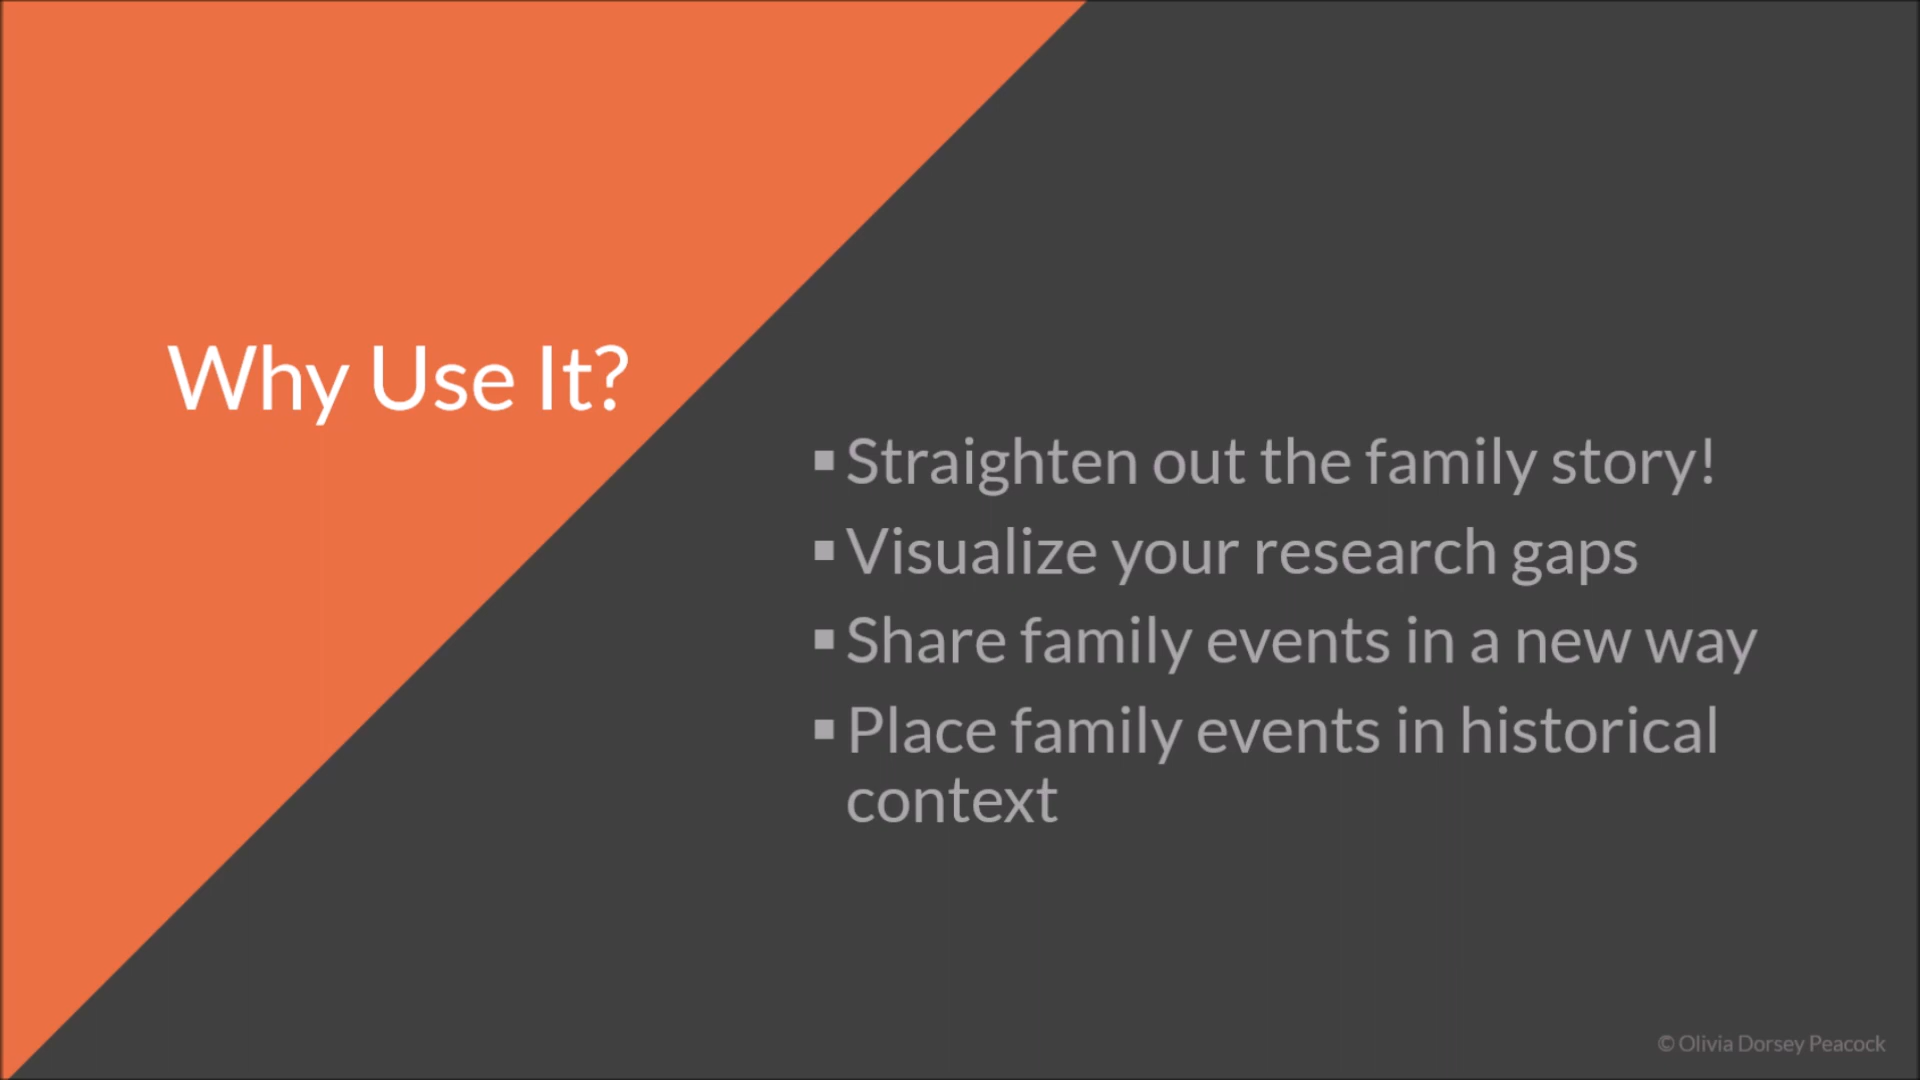 Why Use It?
▪ Straighten out the family story!
▪ Visualize your research gaps
▪ Share family events in a new way
▪ Place family events in historical
context
© Olivia Dorsey Peacock